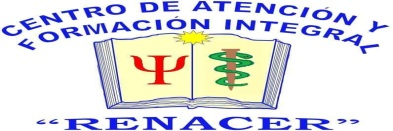 CENTRO DE ATENCIÓN Y
FORMACIÓN INTEGRAL
Ψ
“RENACER”